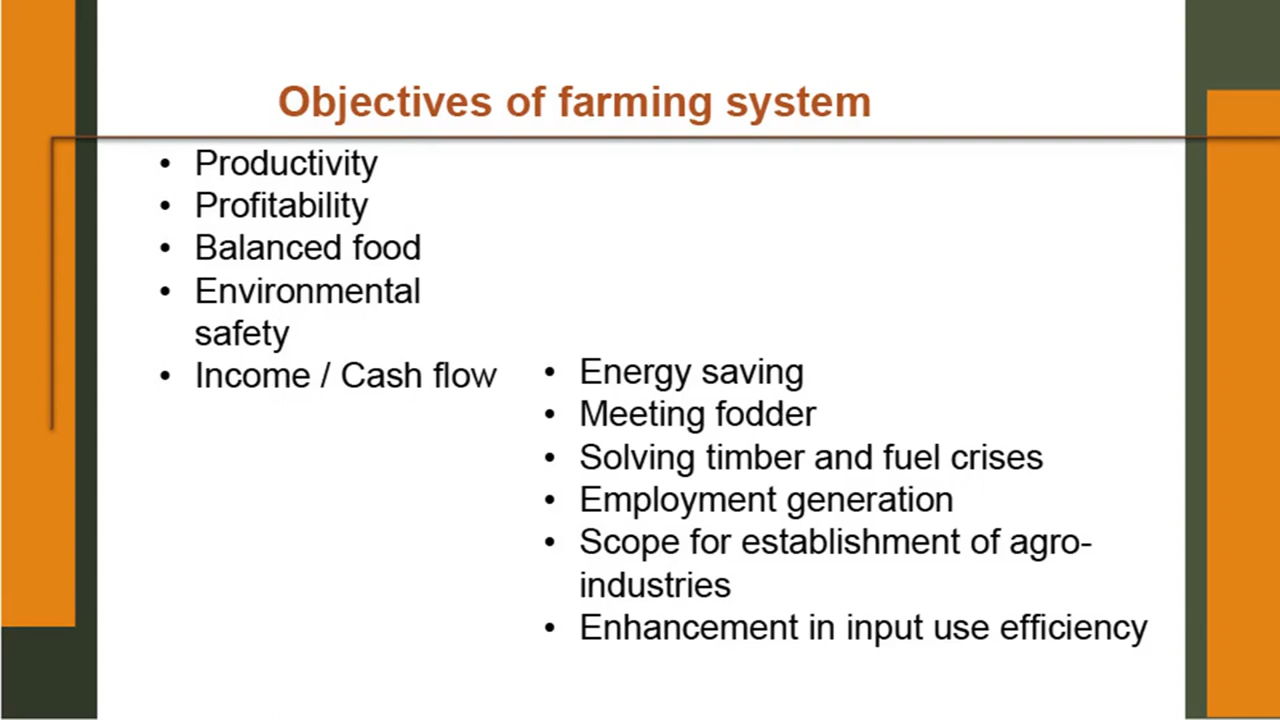 Objectives of farming system
• Productivity
• Profitability
• Balanced food
• Environmental
safety
• Income / Cash flow
• Energy saving
• Meeting fodder
• Solving timber and fuel crises
• Employment generation
• Scope for establishment of agro-
industries
• Enhancement in input use efficiency